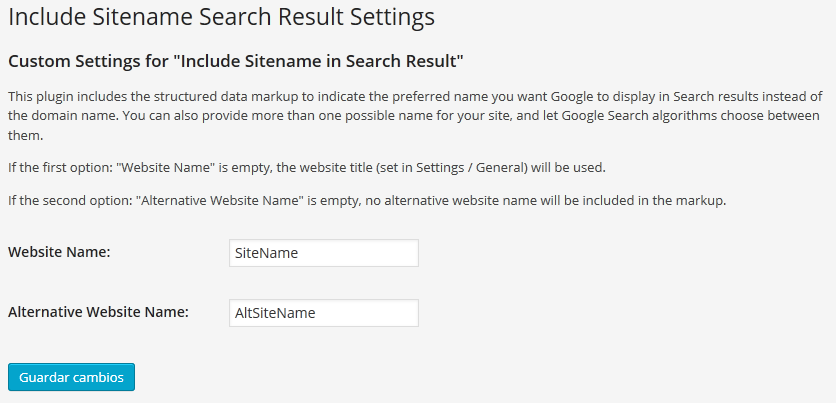 Include Sitename Search Result Settings
Custom Settings for "Include Sitename in Search Result"
This plugin includes the structured data markup to indicate the preferred name you want Google to display in Search results instead of
the domain name. You can also provide more than one possible name for your site, and let Google Search algorithms choose between
them.
If the first option: "Website Name" is empty, the website title (set in Settings / General) will be used.
If the second option: "Alternative Website Name" is empty, no alternative website name will be included in the markup.
Website Name: SiteName
Alternative Website Name: AltSiteName
Guardar cambios